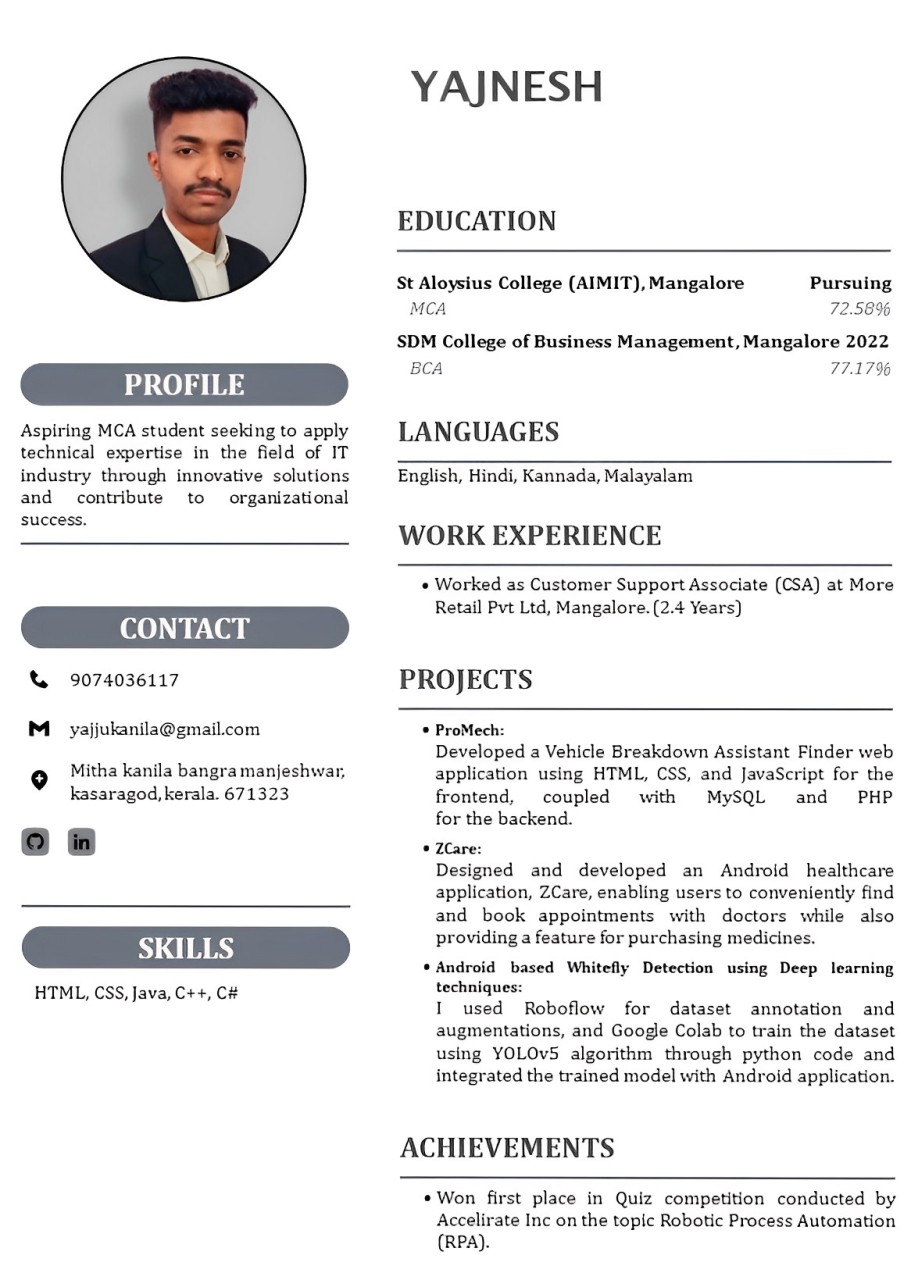 YAJNESH
PROFILE
Aspiring MCA student seeking to apply
technical expertise in the field of IT
industry through innovative solutions
and contribute to organizational
success.
CONTACT
9074036117
yajjukanila@gmail.com
Mitha kanila bangra manjeshwar,
kasaragod, kerala. 671323
in
SKILLS
HTML, CSS, Java, C++, C#
EDUCATION
St Aloysius College (AIMIT), Mangalore Pursuing
MCA 72.58%
SDM College of Business Management, Mangalore 2022
BCA 77.17%
LANGUAGES
English, Hindi, Kannada, Malayalam
WORK EXPERIENCE
• Worked as Customer Support Associate (CSA) at More
Retail Pvt Ltd, Mangalore. (2.4 Years)
PROJECTS
• ProMech:
Developed a Vehicle Breakdown Assistant Finder web
application using HTML, CSS, and JavaScript for the
frontend, coupled with MySQL and PHP
for the backend.
• ZCare:
Designed and developed an Android healthcare
application, ZCare, enabling users to conveniently find
and book appointments with doctors while also
providing a feature for purchasing medicines.
• Android based Whitefly Detection using Deep learning
techniques:
I used Roboflow for dataset annotation and
augmentations, and Google Colab to train the dataset
using YOLOv5 algorithm through python code and
integrated the trained model with Android application.
ACHIEVEMENTS
• Won first place in Quiz competition conducted by
Accelirate Inc on the topic Robotic Process Automation
(RPA).